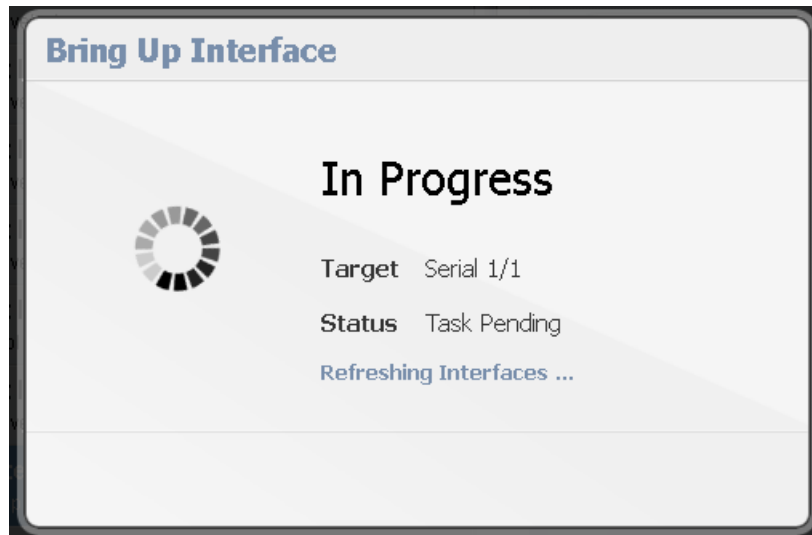 Bring Up Interface
In Progress
Target Serial 1/1
Status Task Pending
Refreshing Interfaces ...